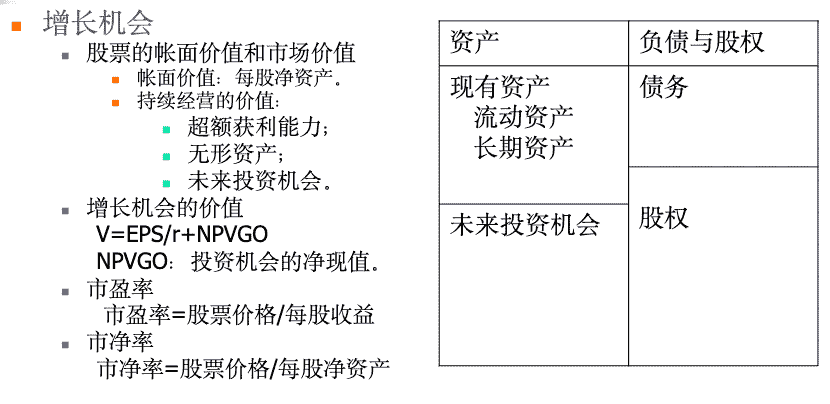 增长机会
股票的帐面价值和市场价值
帐面价值：每股净资产。
持续经营的价值：
超额获利能力；
无形资产；
未来投资机会。
增长机会的价值
V=EPS/r+NPVGO
NPVGO：投资机会的净现值。
市盈率
市盈率=股票价格/每股收益
市净率
市净率=股票价格/每股净资产
资产
负债与股权
现有资产
流动资产
长期资产
债务
未来投资机会
股权